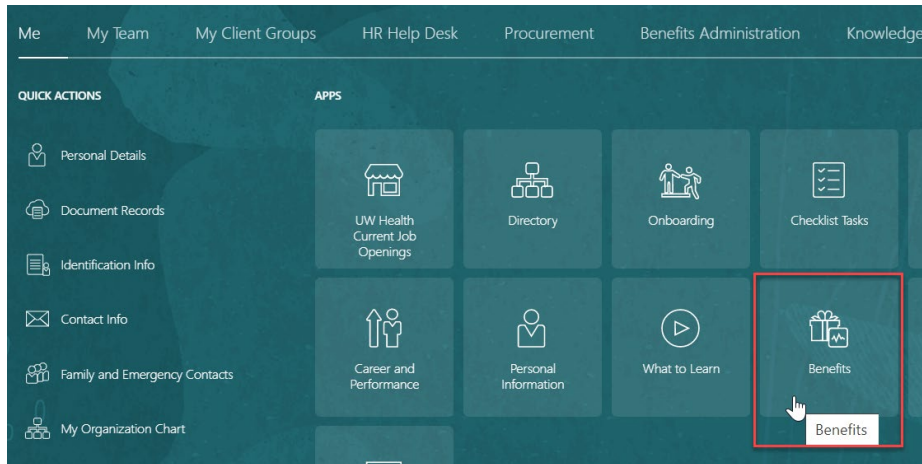 Me My Team My Client Groups HR Help Desk Procurement Benefits Administration Knowledge
QUICK ACTIONS
APPS
Personal Details
Document Records
Identification Info
Contact Info
Family and Emergency Contacts
My Organization Chart
UW Health
Current Job
Openings
Directory
Onboarding
Checklist Tasks
Career and
Performance
Personal
Information
What to Learn
Benefits
Benefits